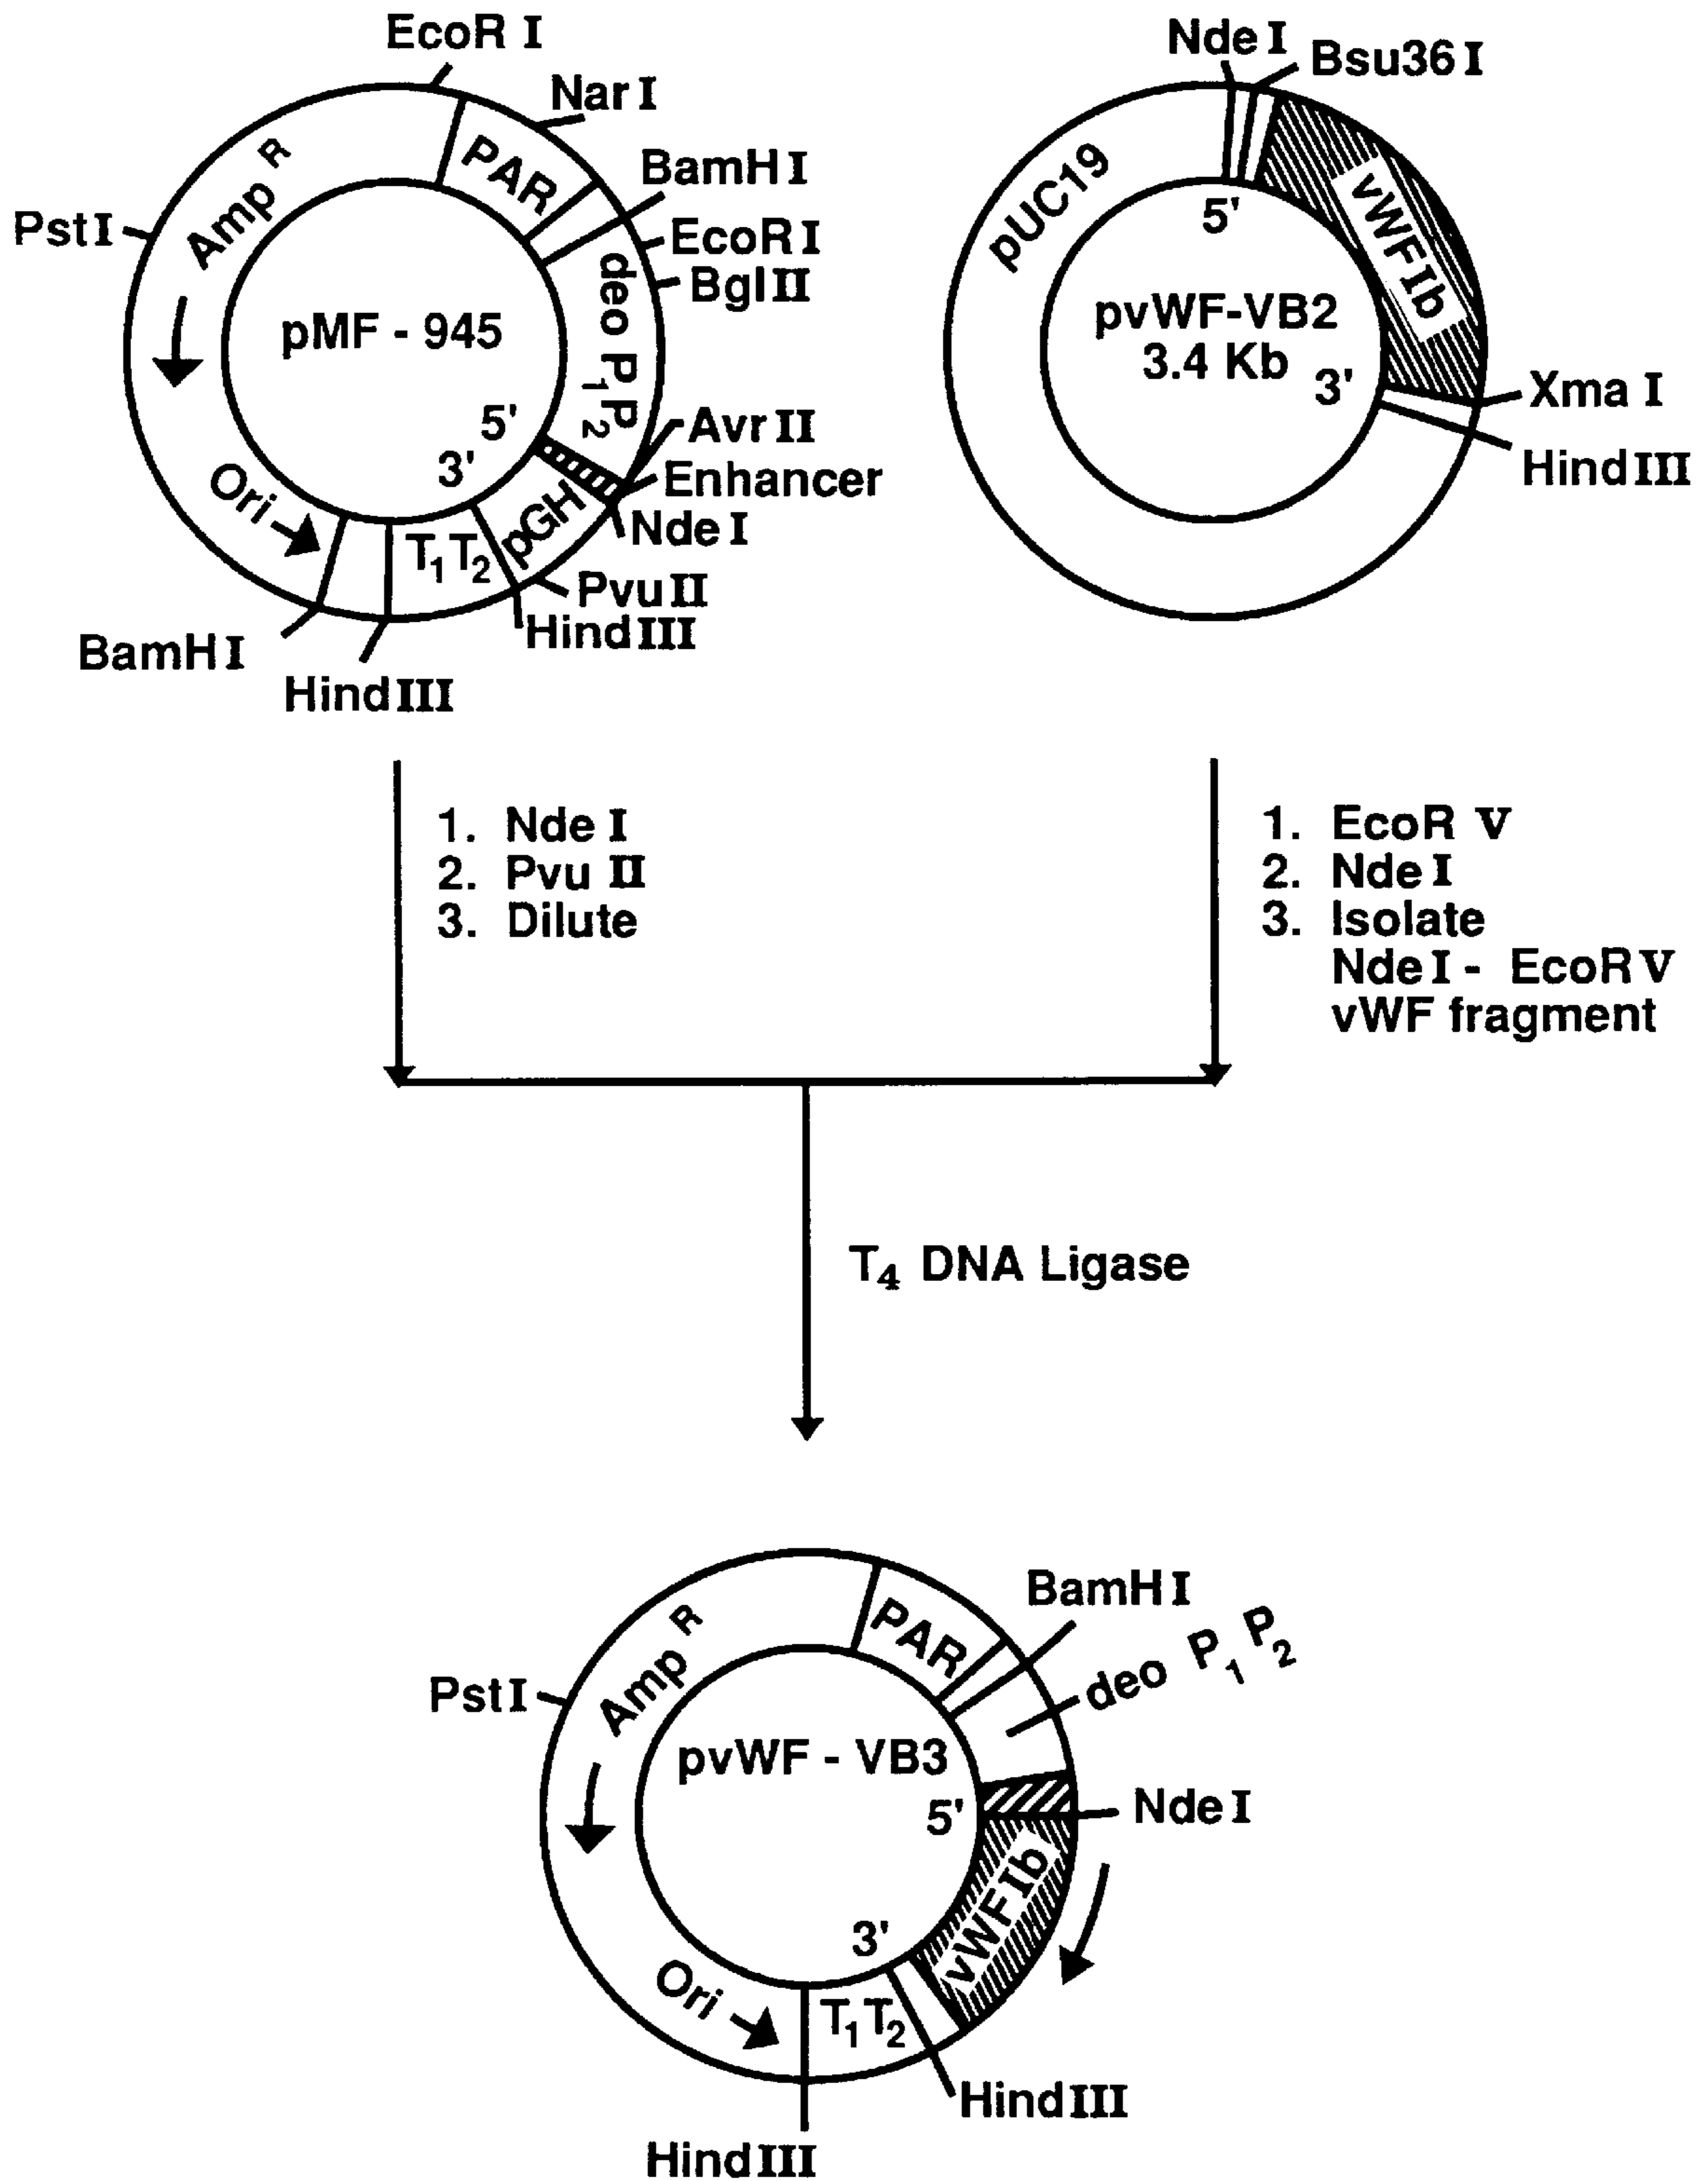 EcoR I
Nar I
BamH I
EcoR I
Bgl II
PAR
Amp R
Pst I
pMF - 945
deo P1P2
5'
3'
Avr II
Enhancer
Nde I
pGH
Ori
T1T2
Pvu II
Hind III
BamH I
Hind III
Nde I
Bsu36 I
pUC19
5'
vWFIb
pvWF-VB2
3.4 Kb
3'
Xma I
Hind III
1. Nde I
2. Pvu II
3. Dilute
1. EcoR V
2. Nde I
3. Isolate
Nde I - EcoR V
vWF fragment
T4 DNA Ligase
BamH I
deo P1 P2
PAR
Amp R
Pst I
pvWF - VB3
5'
Nde I
vWFIb
3'
Ori
T1T2
Hind III
Hind III